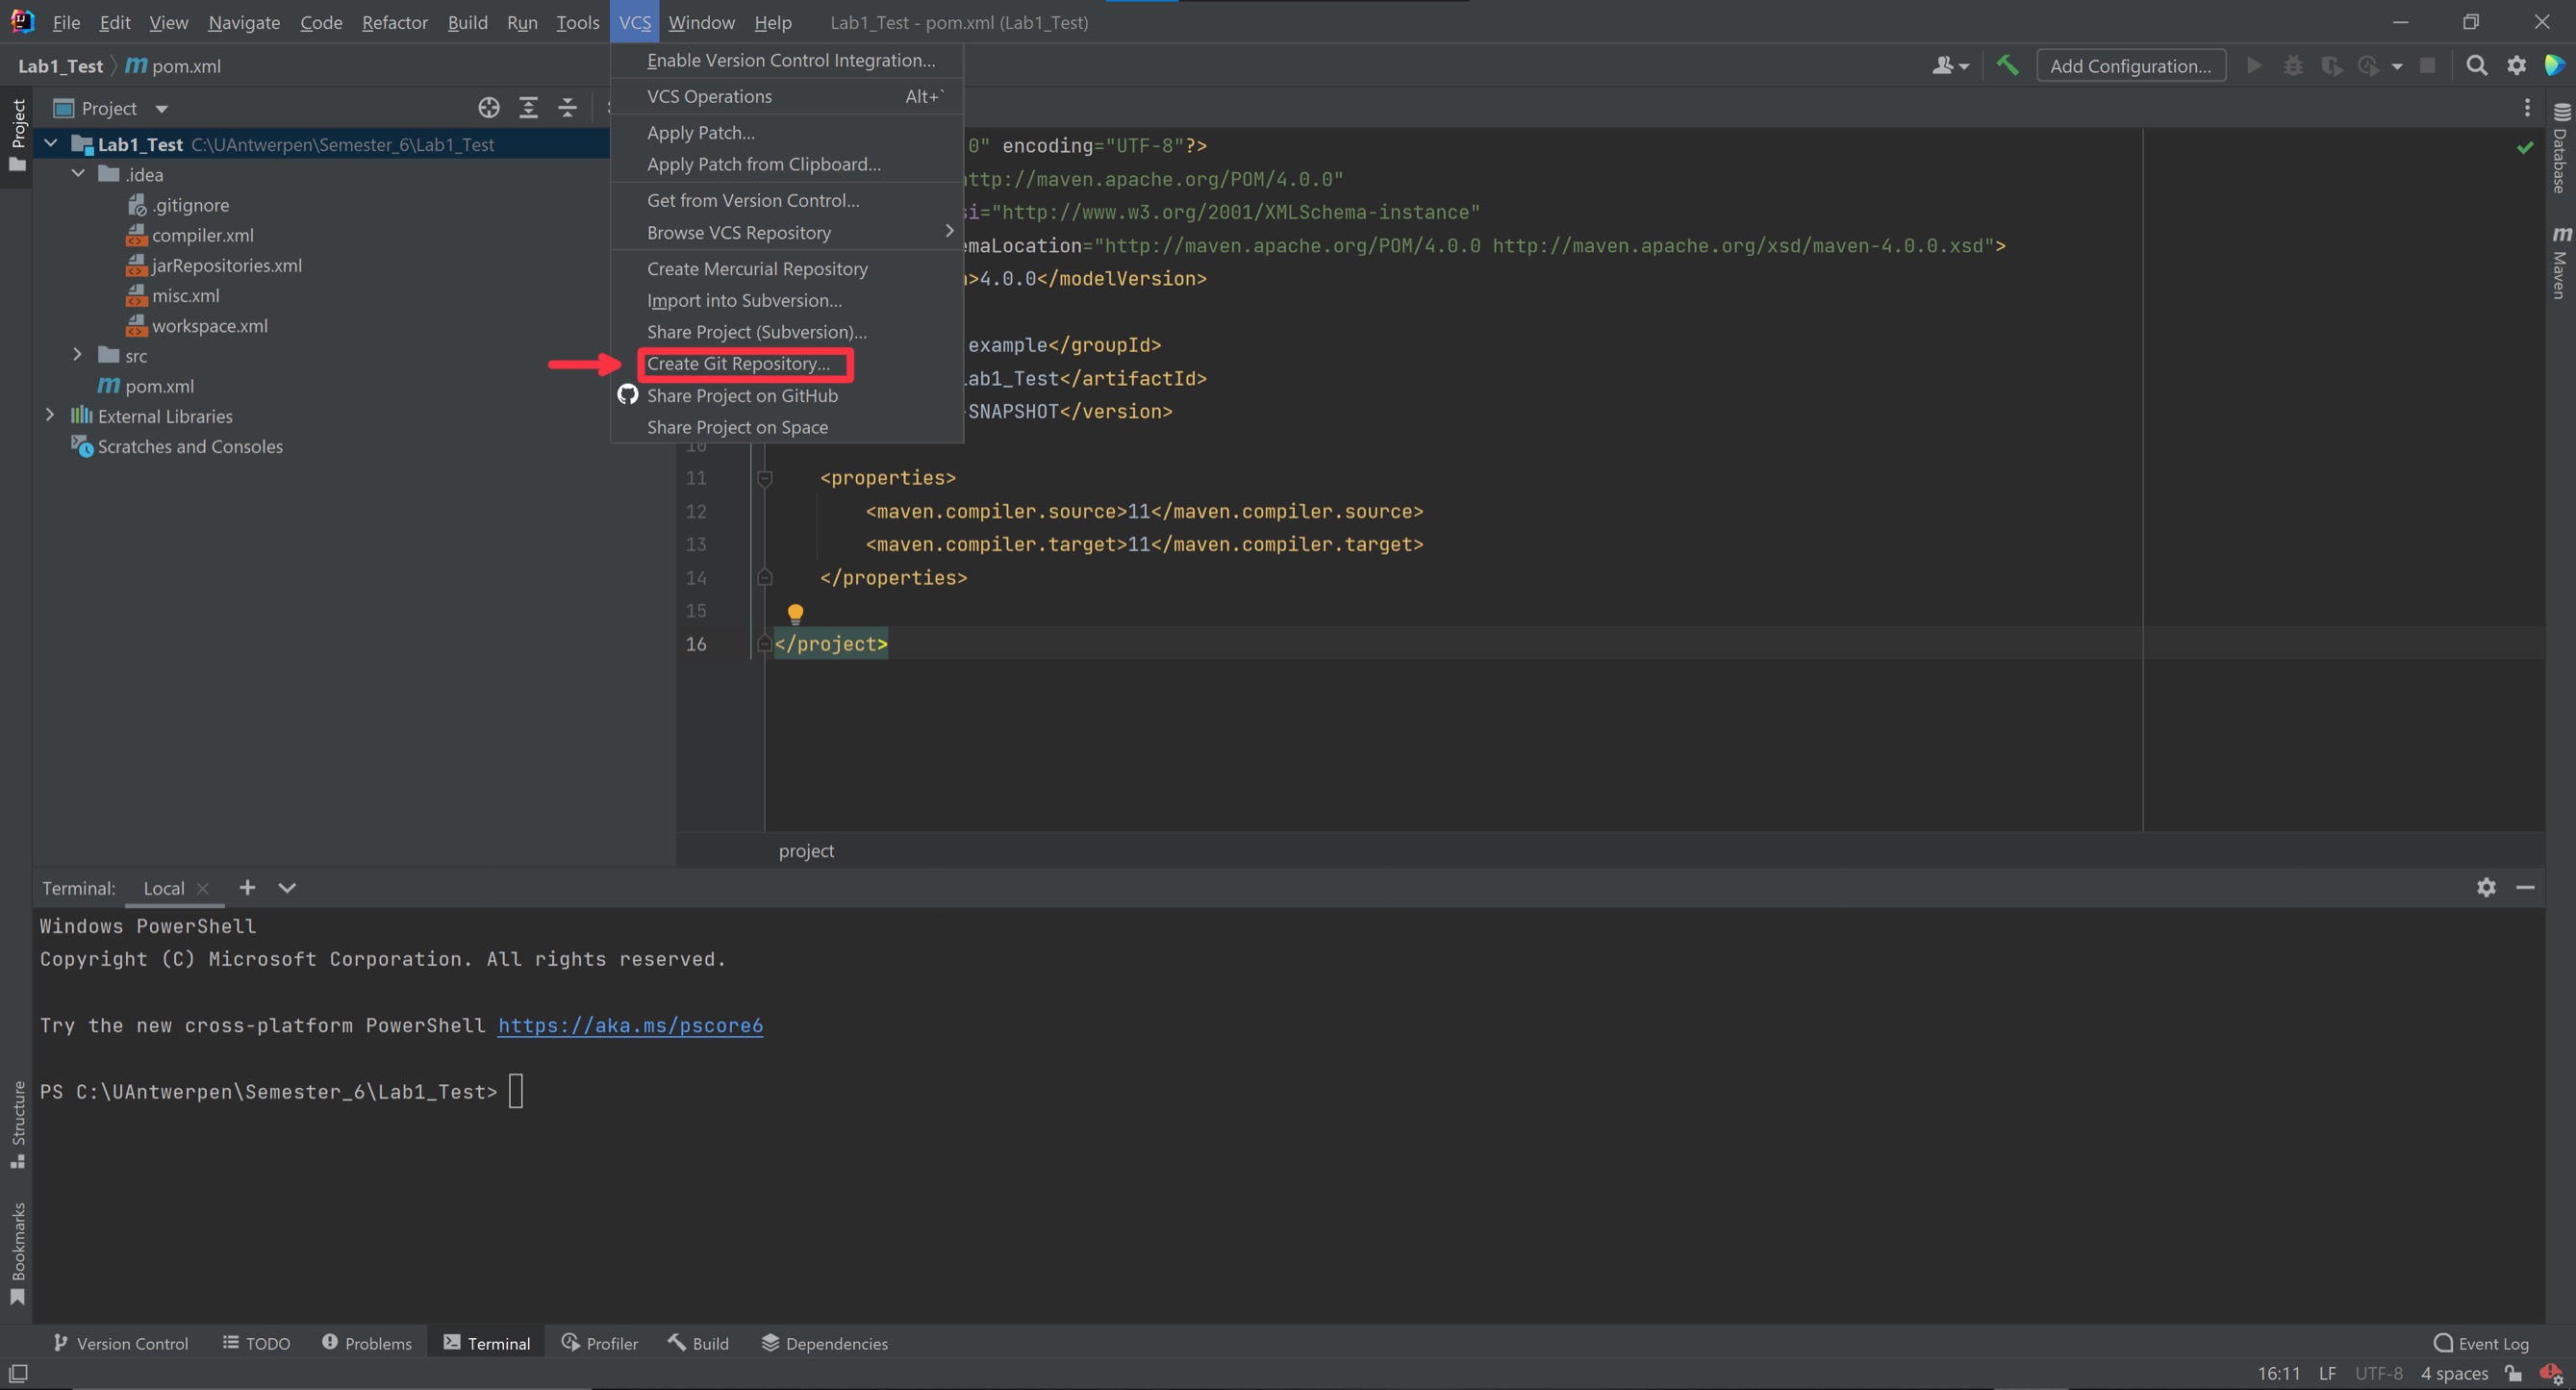 File Edit View Navigate Code Refactor Build Run Tools VCS Window Help Lab1_Test - pom.xml (Lab1_Test)
Lab1_Test pom.xml
Add Configuration...
Project
Project
Lab1_Test C:\UAntwerpen\Semester_6\Lab1_Test
.idea
.gitignore
compiler.xml
jarRepositories.xml
misc.xml
workspace.xml
src
pom.xml
External Libraries
Scratches and Consoles
Enable Version Control Integration...
VCS Operations Alt+`
Apply Patch...
Apply Patch from Clipboard...
Get from Version Control...
Browse VCS Repository
Create Mercurial Repository
Import into Subversion...
Share Project (Subversion)...
Create Git Repository...
Share Project on GitHub
Share Project on Space
0" encoding="UTF-8"?>
ttp://maven.apache.org/POM/4.0.0"
si="http://www.w3.org/2001/XMLSchema-instance"
emaLocation="http://maven.apache.org/POM/4.0.0 http://maven.apache.org/xsd/maven-4.0.0.xsd">
>4.0.0</modelVersion>
example</groupId>
Lab1_Test</artifactId>
-SNAPSHOT</version>
10
11 <properties>
12 <maven.compiler.source>11</maven.compiler.source>
13 <maven.compiler.target>11</maven.compiler.target>
14 </properties>
15
16 </project>
project
Database
Maven
Terminal: Local
Windows PowerShell
Copyright (C) Microsoft Corporation. All rights reserved.
Try the new cross-platform PowerShell https://aka.ms/pscore6
PS C:\UAntwerpen\Semester_6\Lab1_Test>
Structure
Bookmarks
Version Control TODO Problems Terminal Profiler Build Dependencies Event Log
16:11 LF UTF-8 4 spaces